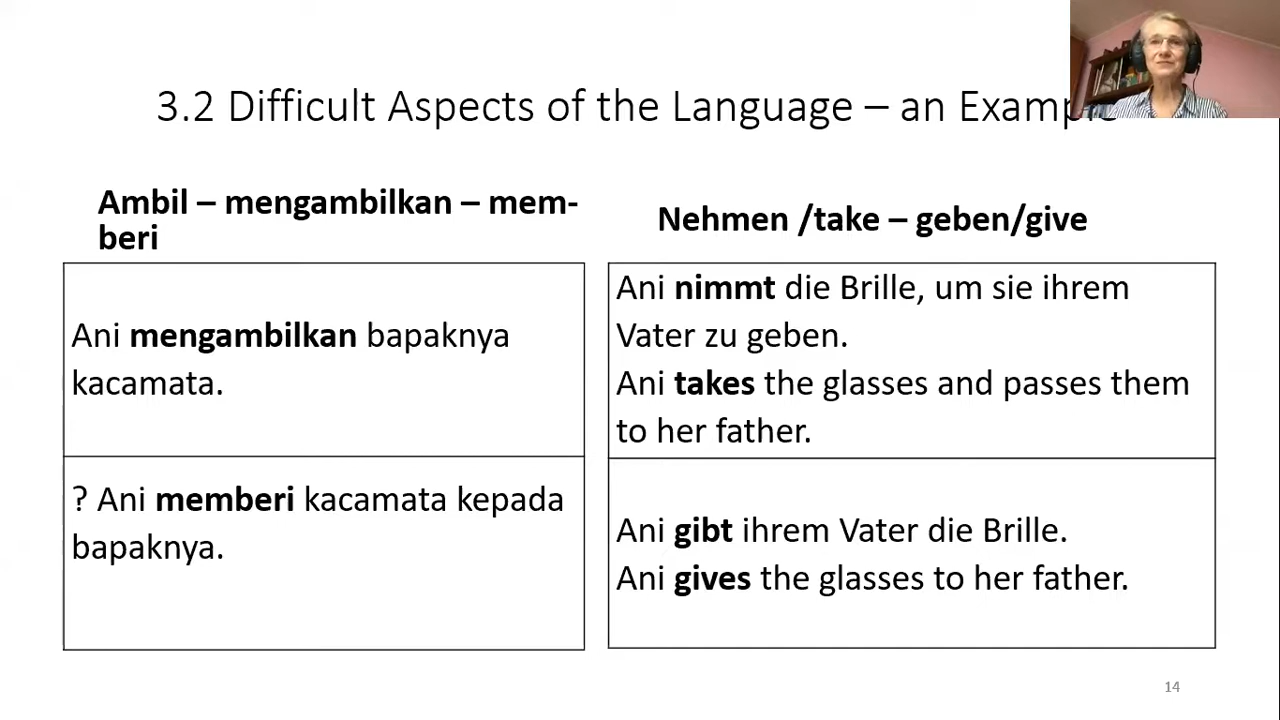 3.2 Difficult Aspects of the Language – an Example
Ambil – mengambilkan – mem-
beri
Nehmen /take – geben/give
Ani mengambilkan bapaknya
kacamata.
Ani nimmt die Brille, um sie ihrem
Vater zu geben.
Ani takes the glasses and passes them
to her father.
? Ani memberi kacamata kepada
bapaknya.
Ani gibt ihrem Vater die Brille.
Ani gives the glasses to her father.
14